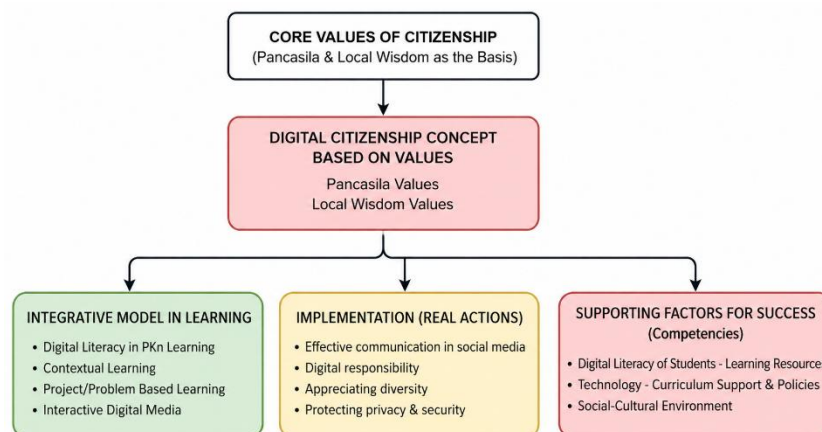 CORE VALUES OF CITIZENSHIP
(Pancasila & Local Wisdom as the Basis)
DIGITAL CITIZENSHIP CONCEPT
BASED ON VALUES
Pancasila Values
Local Wisdom Values
INTEGRATIVE MODEL IN LEARNING
• Digital Literacy in PKn Learning
• Contextual Learning
• Project/Problem Based Learning
• Interactive Digital Media
IMPLEMENTATION (REAL ACTIONS)
• Effective communication in social media
• Digital responsibility
• Appreciating diversity
• Protecting privacy & security
SUPPORTING FACTORS FOR SUCCESS
(Competencies)
• Digital Literacy of Students - Learning Resources
• Technology - Curriculum Support & Policies
• Social-Cultural Environment